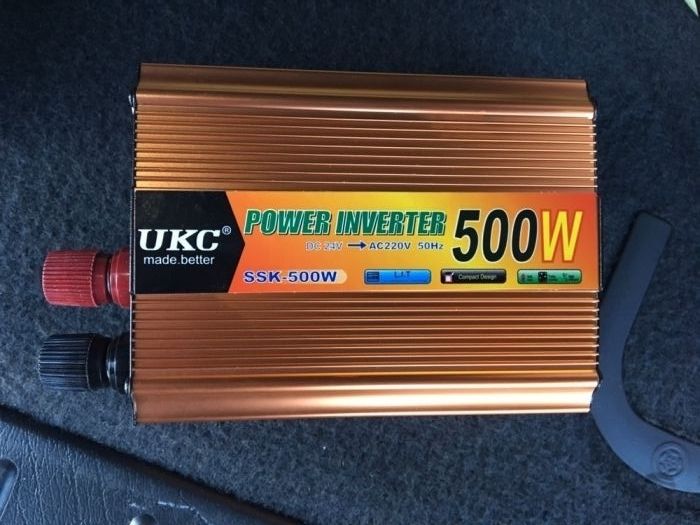 UKC®
made.better
POWER INVERTER
DC 24V → AC220V 50Hz
500W
SSK-500W
L.I.T
Compact Design